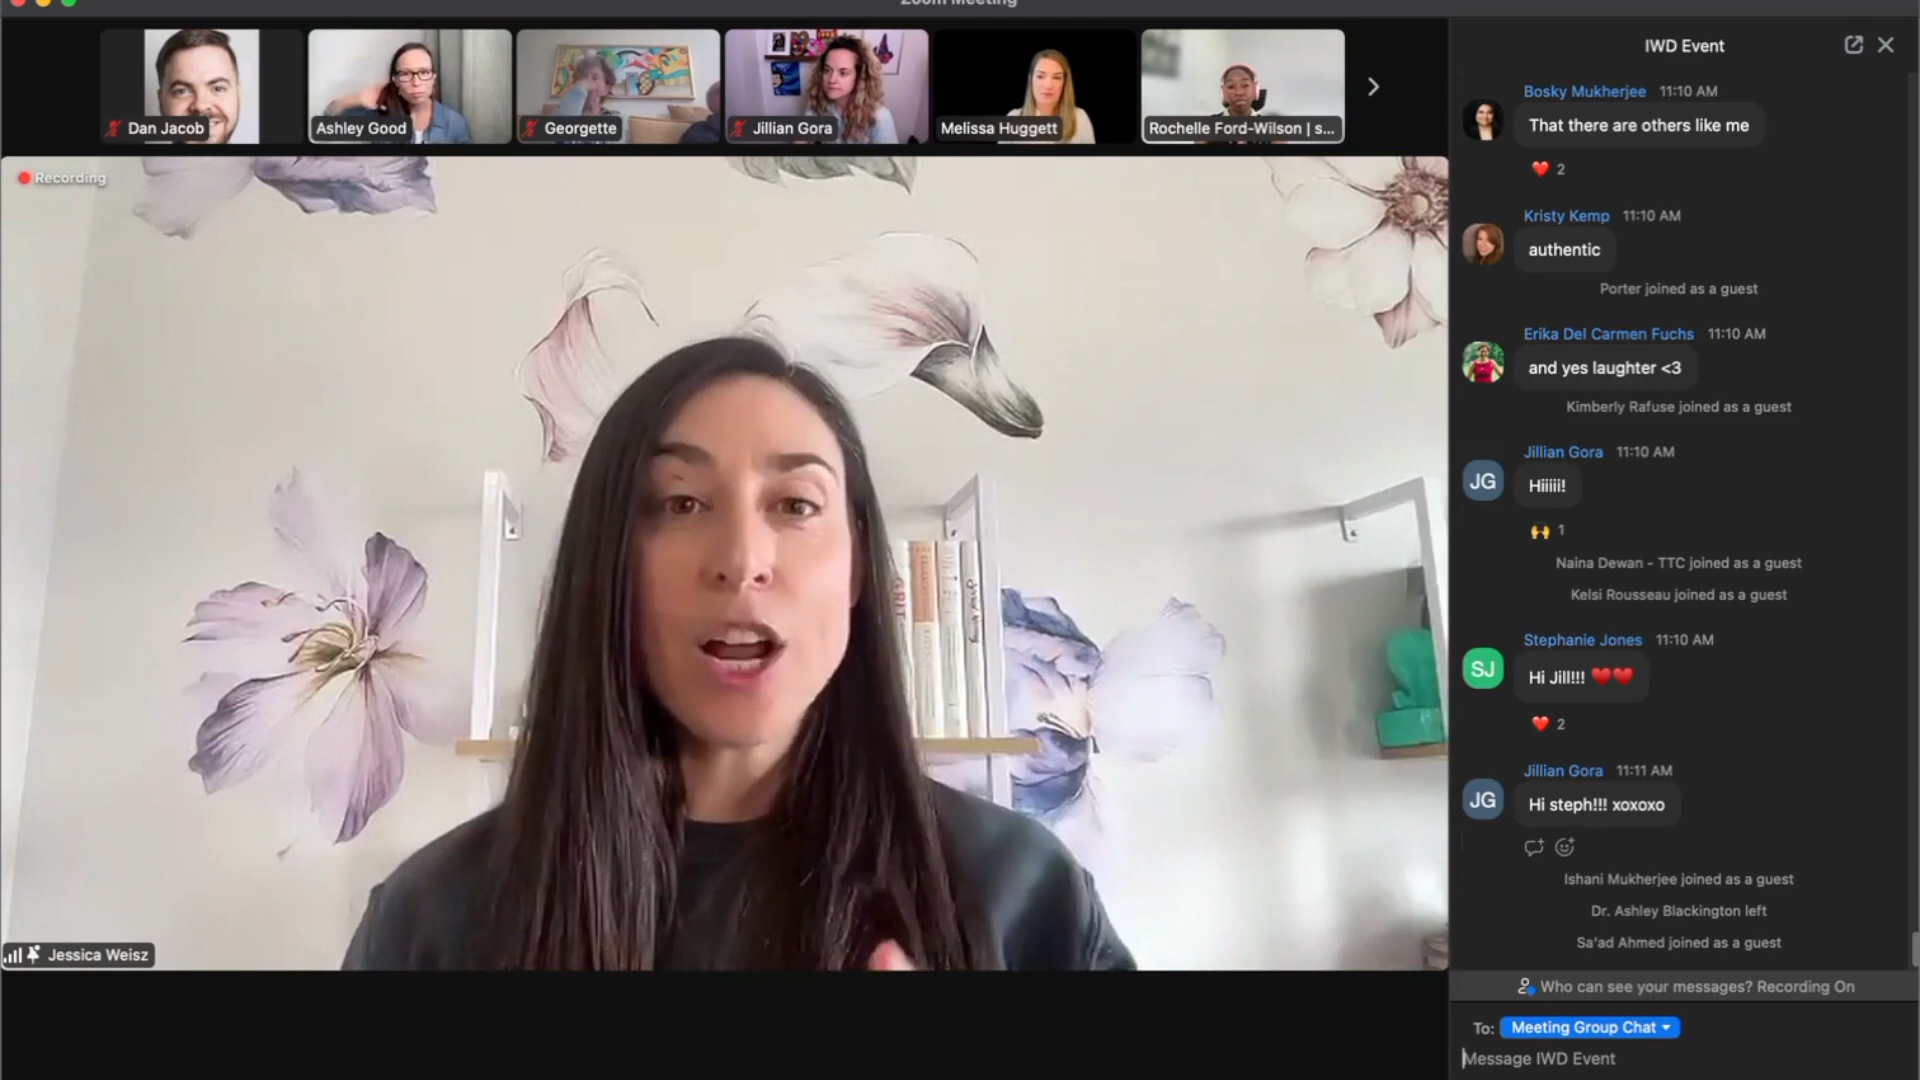 Zoom Meeting
Dan Jacob
Ashley Good
Georgette
Jillian Gora
Melissa Huggett
Rochelle Ford-Wilson | s...
Recording
GRIT
Jessica Weisz
IWD Event
Bosky Mukherjee 11:10 AM
That there are others like me
❤️ 2
Kristy Kemp 11:10 AM
authentic
Porter joined as a guest
Erika Del Carmen Fuchs 11:10 AM
and yes laughter <3
Kimberly Rafuse joined as a guest
Jillian Gora 11:10 AM
JG
Hiiiii!
🙌 1
Naina Dewan - TTC joined as a guest
Kelsi Rousseau joined as a guest
Stephanie Jones 11:10 AM
SJ
Hi Jill!!! ❤️❤️
❤️ 2
Jillian Gora 11:11 AM
JG
Hi steph!!! xoxoxo
Ishani Mukherjee joined as a guest
Dr. Ashley Blackington left
Sa'ad Ahmed joined as a guest
Who can see your messages? Recording On
To: Meeting Group Chat
Message IWD Event